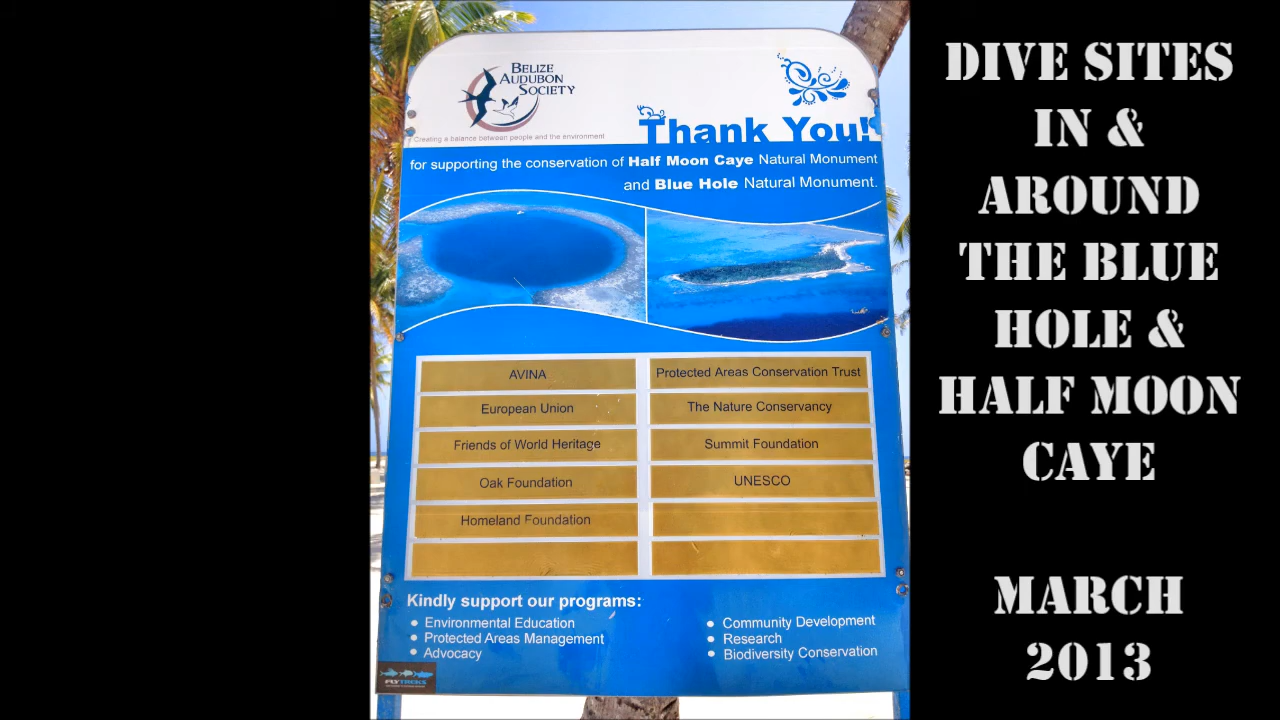 BELIZE
AUDUBON
SOCIETY
Creating a balance between people and the environment
Thank You!
for supporting the conservation of Half Moon Caye Natural Monument
and Blue Hole Natural Monument.
AVINA
Protected Areas Conservation Trust
European Union
The Nature Conservancy
Friends of World Heritage
Summit Foundation
Oak Foundation
UNESCO
Homeland Foundation
Kindly support our programs:
• Environmental Education
• Protected Areas Management
• Advocacy
• Community Development
• Research
• Biodiversity Conservation
DIVE SITES
IN &
AROUND
THE BLUE
HOLE &
HALF MOON
CAYE
MARCH
2013